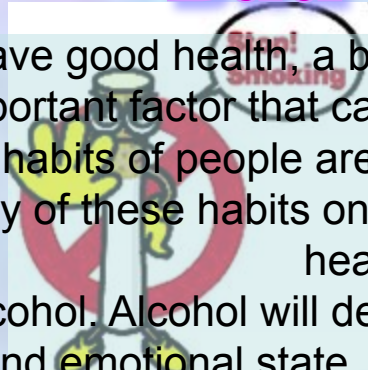 Stop!
Smoking
ave good health, a b
portant factor that ca
habits of people are
y of these habits on
hea
cohol. Alcohol will de
nd emotional state